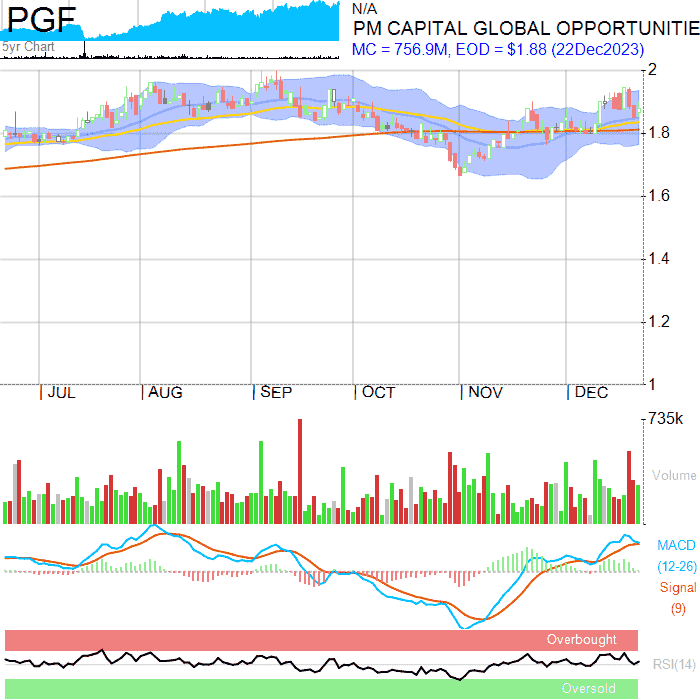 PGF
5yr Chart
N/A
PM CAPITAL GLOBAL OPPORTUNITIE
MC = 756.9M, EOD = $1.88 (22Dec2023)
2
1.8
1.6
1.4
1.2
1
JUL AUG SEP OCT NOV DEC
735k
Volume
MACD
(12-26)
Signal
(9)
Overbought
RSI(14)
Oversold